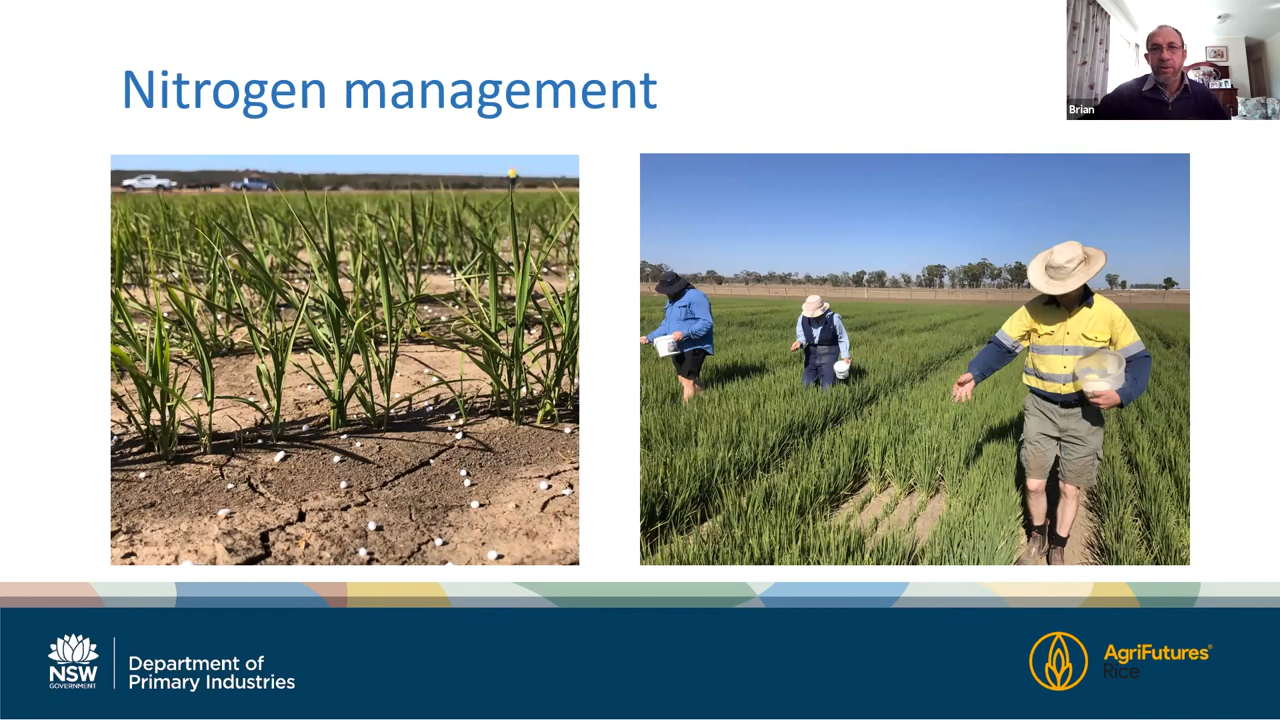 Nitrogen management
Brian
NSW
GOVERNMENT
Department of
Primary Industries
AgriFutures®
Rice